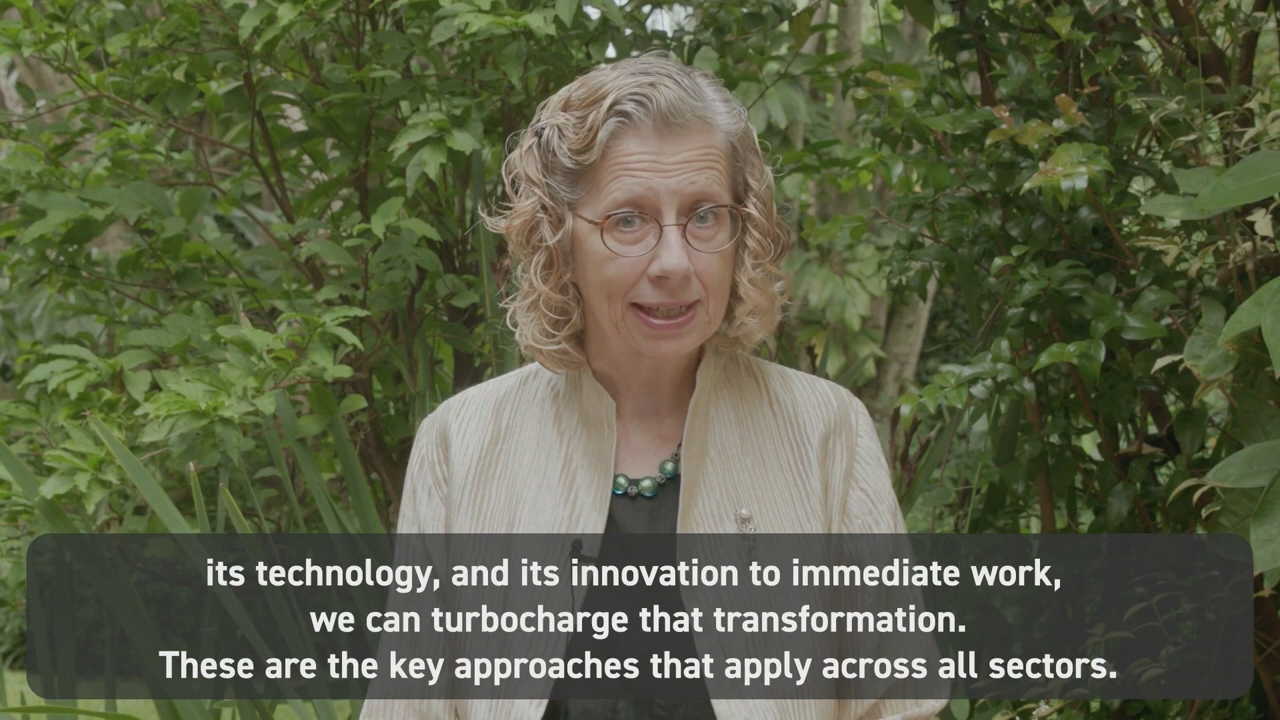 its technology, and its innovation to immediate work,
we can turbocharge that transformation.
These are the key approaches that apply across all sectors.